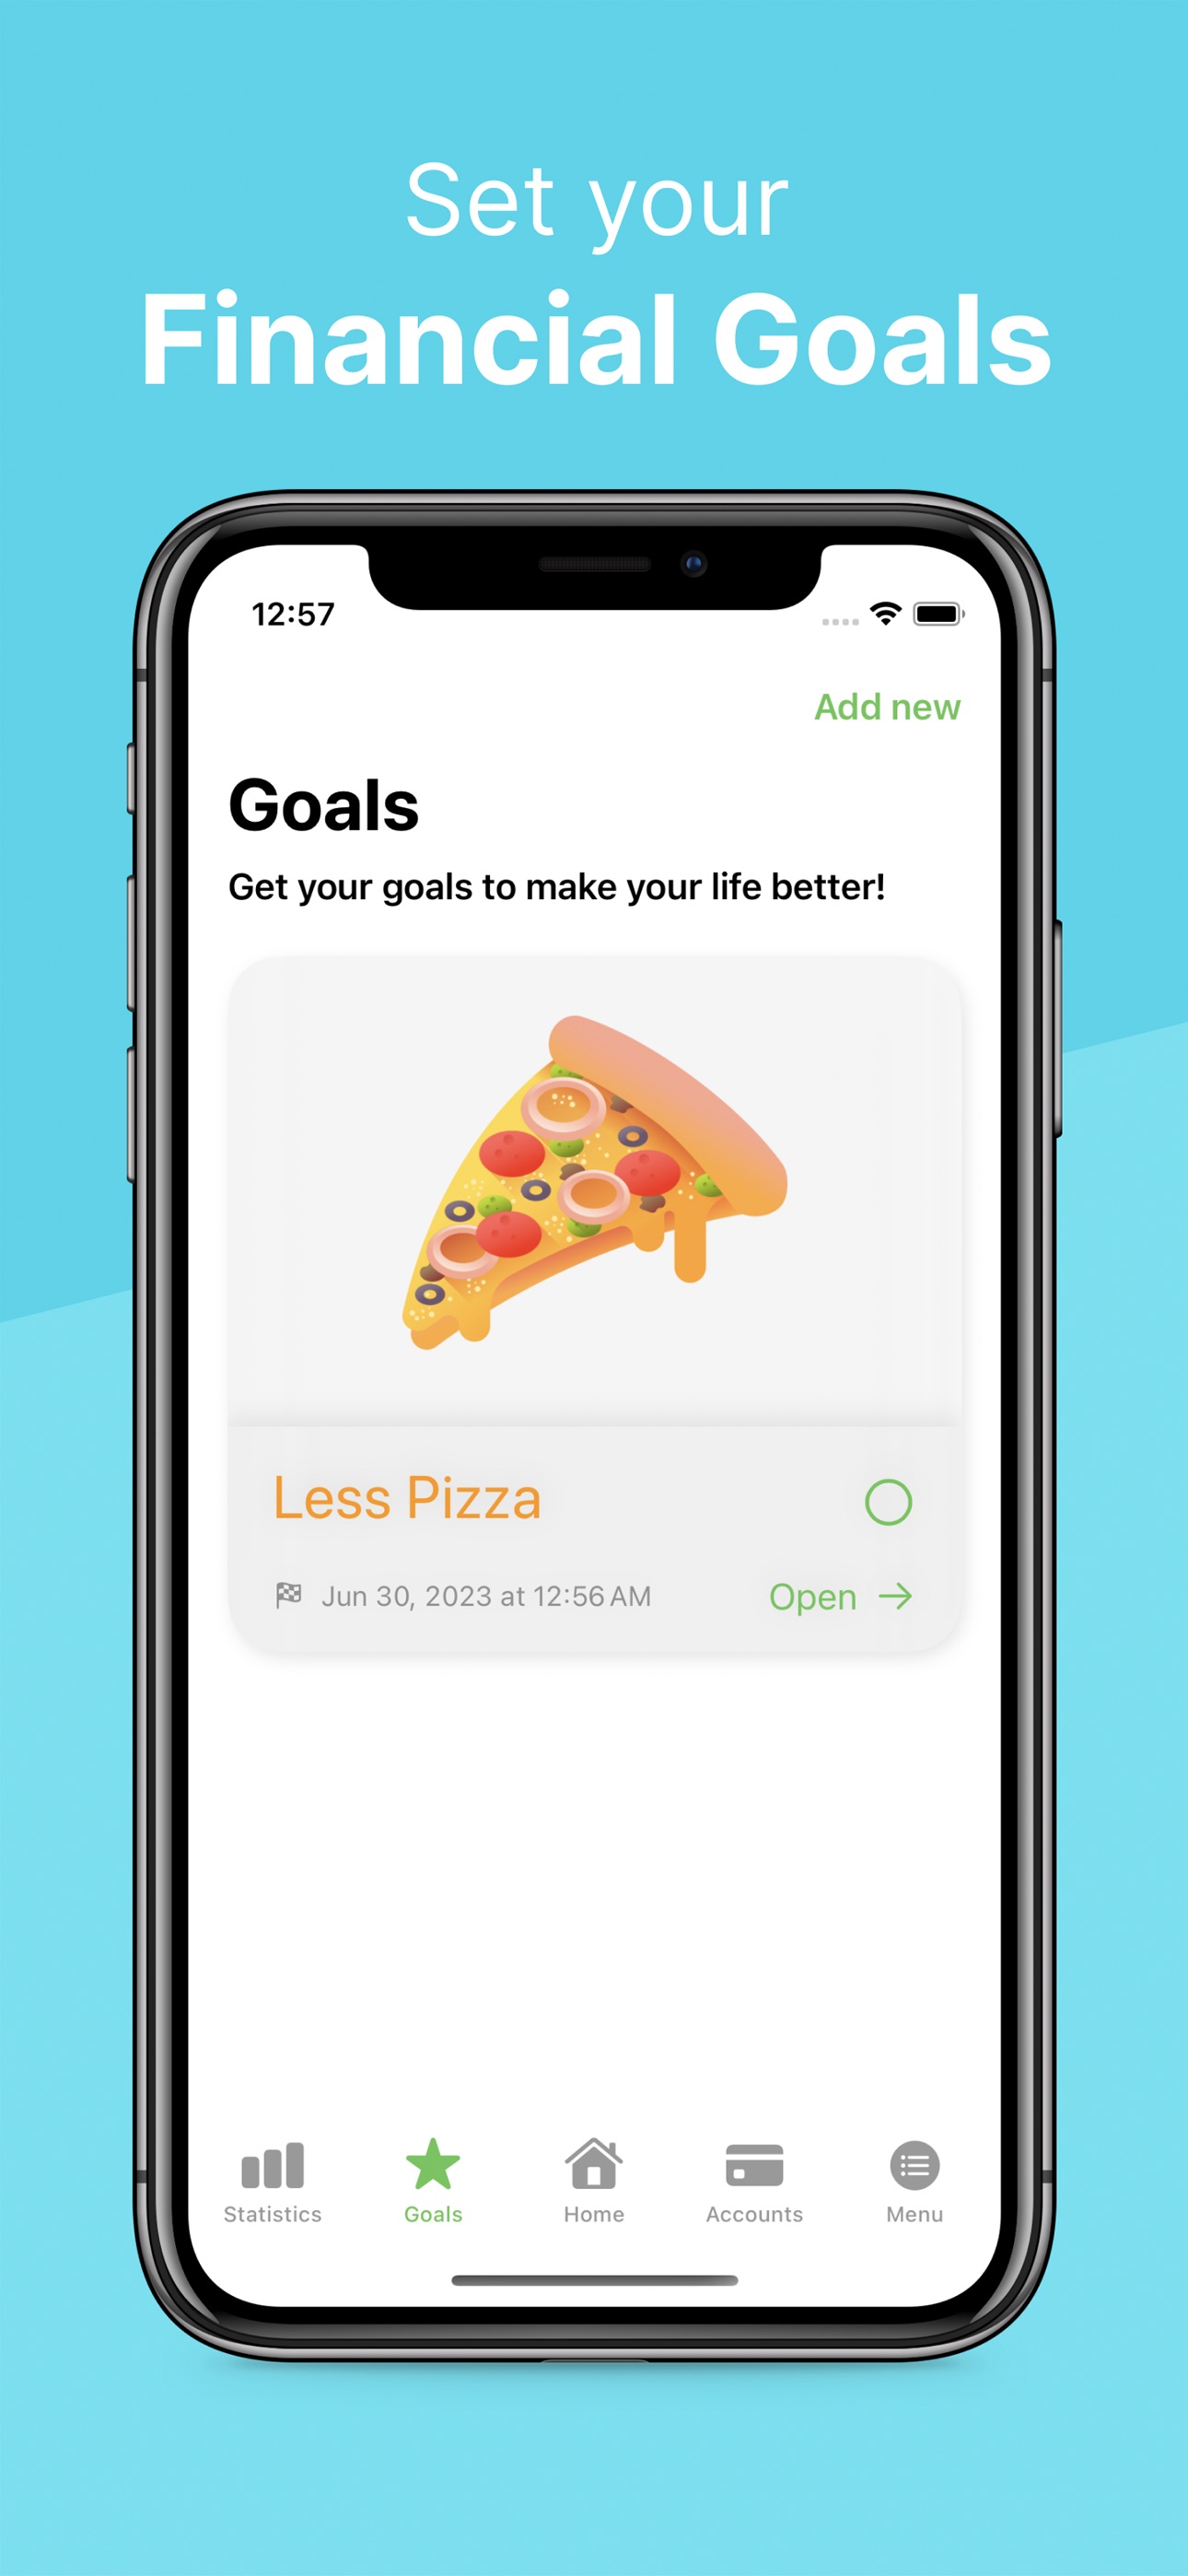 Set your
Financial Goals
12:57
Add new
Goals
Get your goals to make your life better!
Less Pizza
Jun 30, 2023 at 12:56 AM
Open →
Statistics
Goals
Home
Accounts
Menu